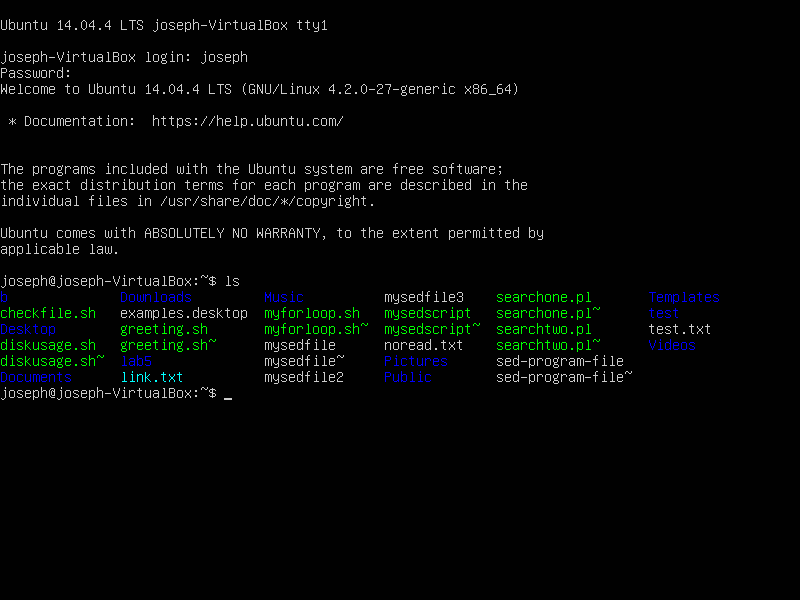 Ubuntu 14.04.4 LTS joseph-VirtualBox tty1
joseph-VirtualBox login: joseph
Password:
Welcome to Ubuntu 14.04.4 LTS (GNU/Linux 4.2.0-27-generic x86_64)
* Documentation:  https://help.ubuntu.com/
The programs included with the Ubuntu system are free software;
the exact distribution terms for each program are described in the
individual files in /usr/share/doc/*/copyright.
Ubuntu comes with ABSOLUTELY NO WARRANTY, to the extent permitted by
applicable law.
joseph@joseph-VirtualBox:~$ ls
b Downloads Music mysedfile3 searchone.pl Templates
checkfile.sh examples.desktop myforloop.sh mysedscript searchone.pl~ test
Desktop greeting.sh myforloop.sh~ mysedscript~ searchtwo.pl test.txt
diskusage.sh greeting.sh~ mysedfile noread.txt searchtwo.pl~ Videos
diskusage.sh~ lab5 mysedfile~ Pictures sed-program-file
Documents link.txt mysedfile2 Public sed-program-file~
joseph@joseph-VirtualBox:~$ _